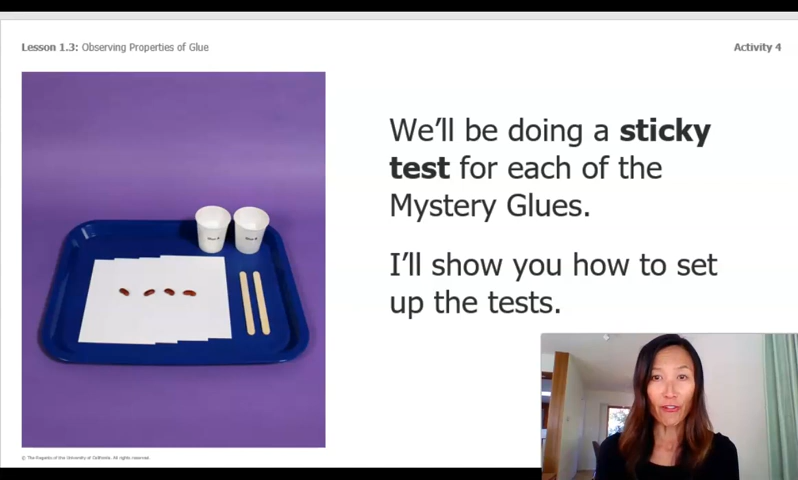 Lesson 1.3: Observing Properties of Glue
Activity 4
We'll be doing a sticky
test for each of the
Mystery Glues.
I'll show you how to set
up the tests.
© The Regents of the University of California. All rights reserved.